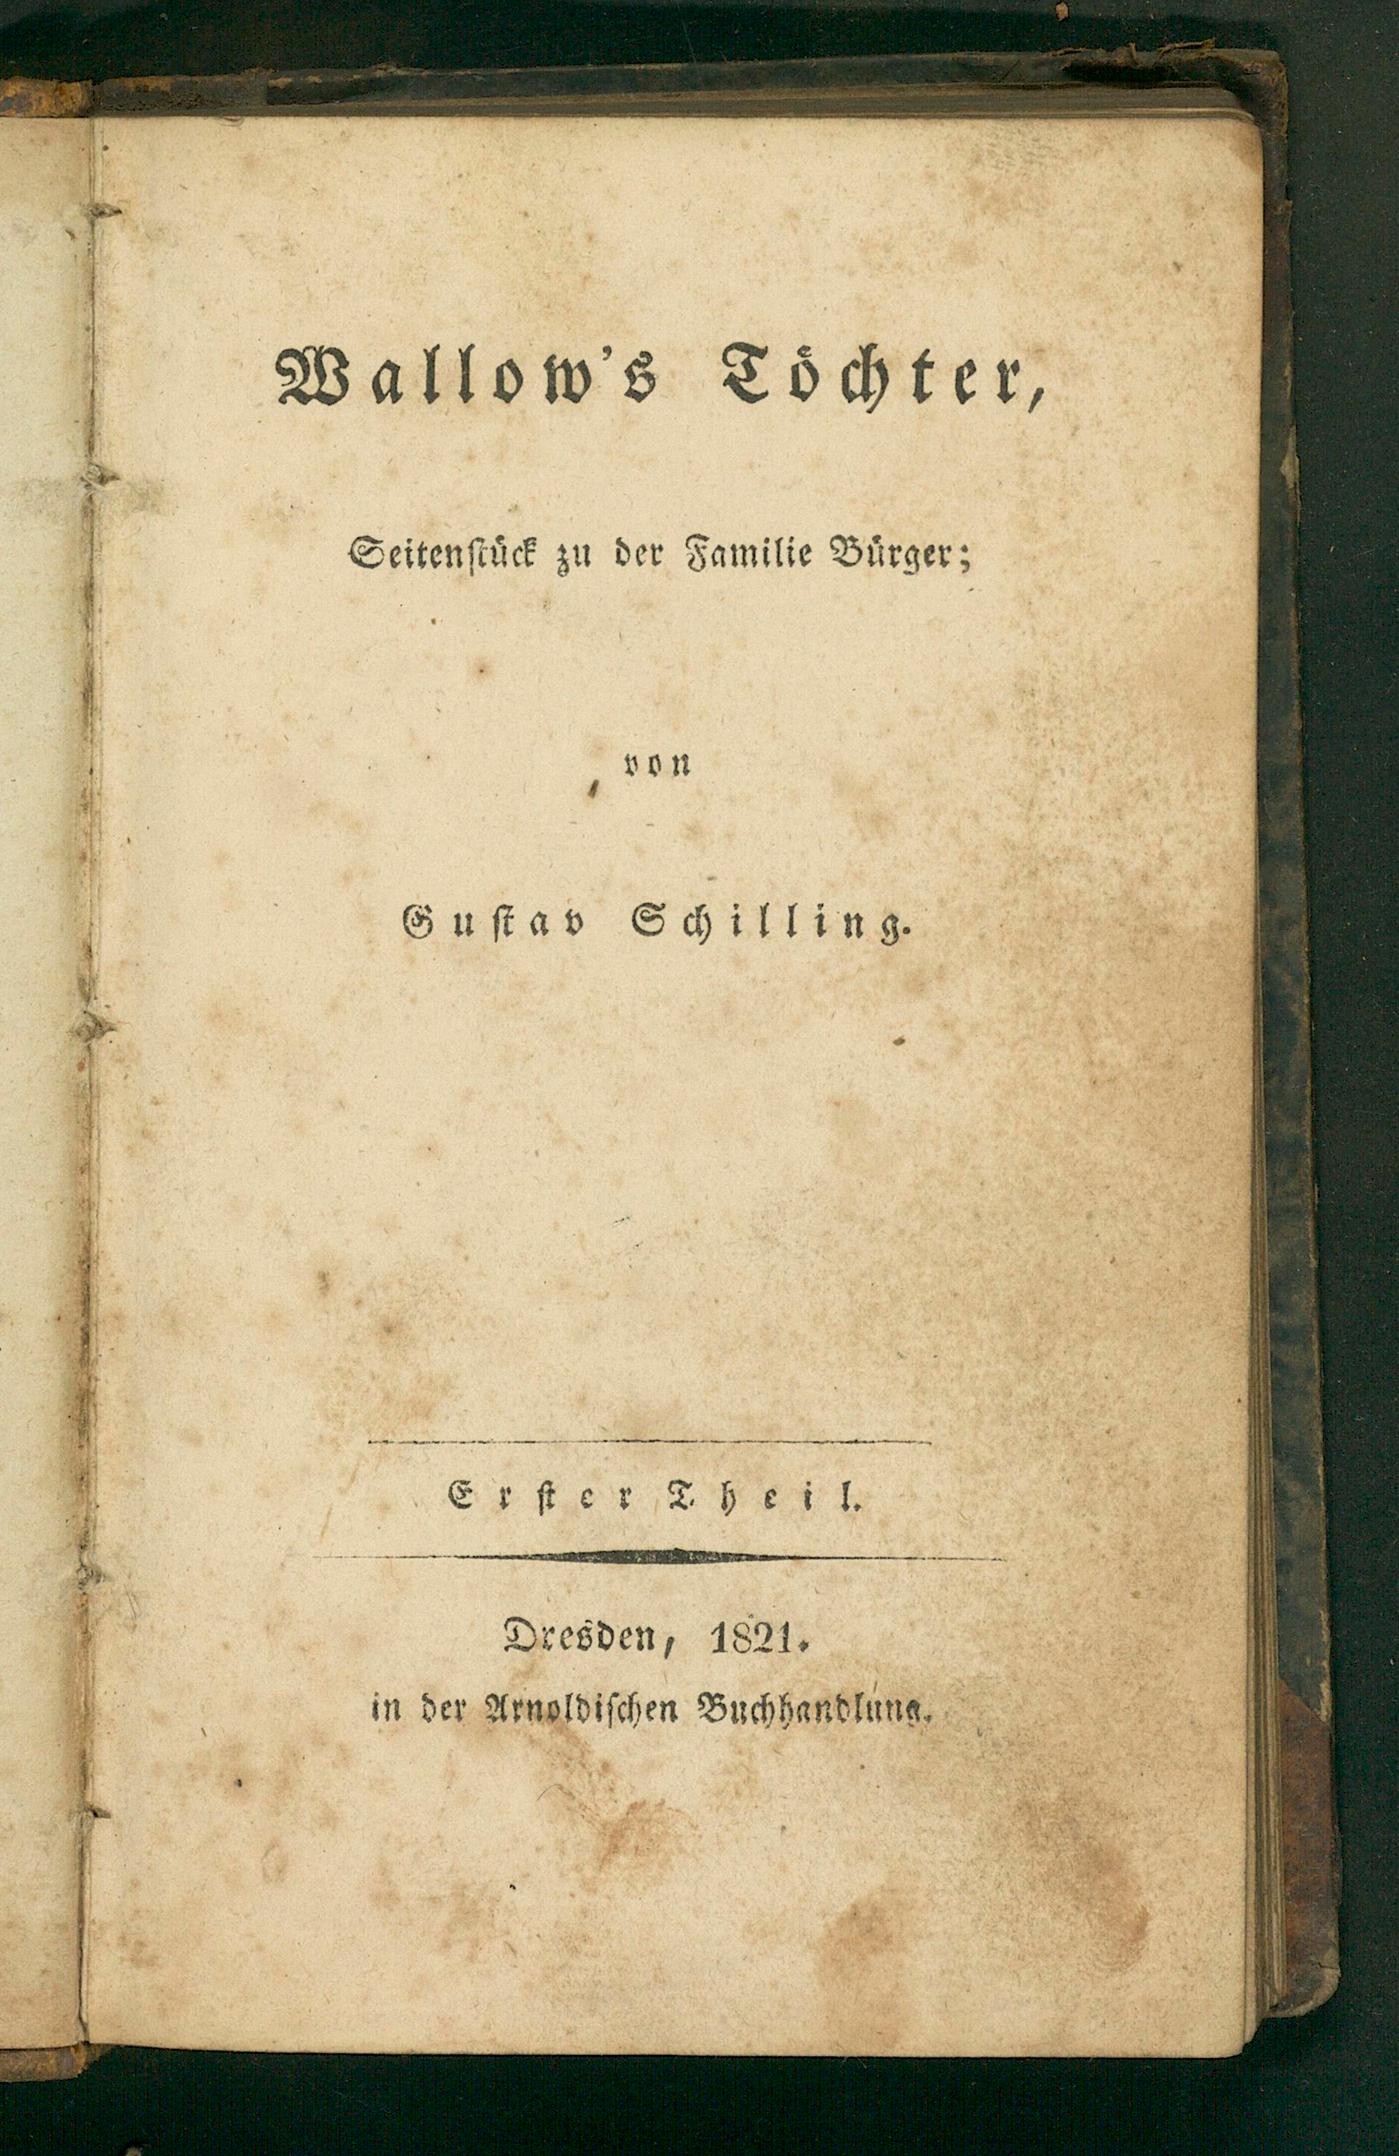 Wallow's Töchter,
Seitenſtück zu der Familie Bürger;
von
Guſtav Schilling.
Erſter Theil.
Dresden, 1821.
in der Arnoldiſchen Buchhandlung.